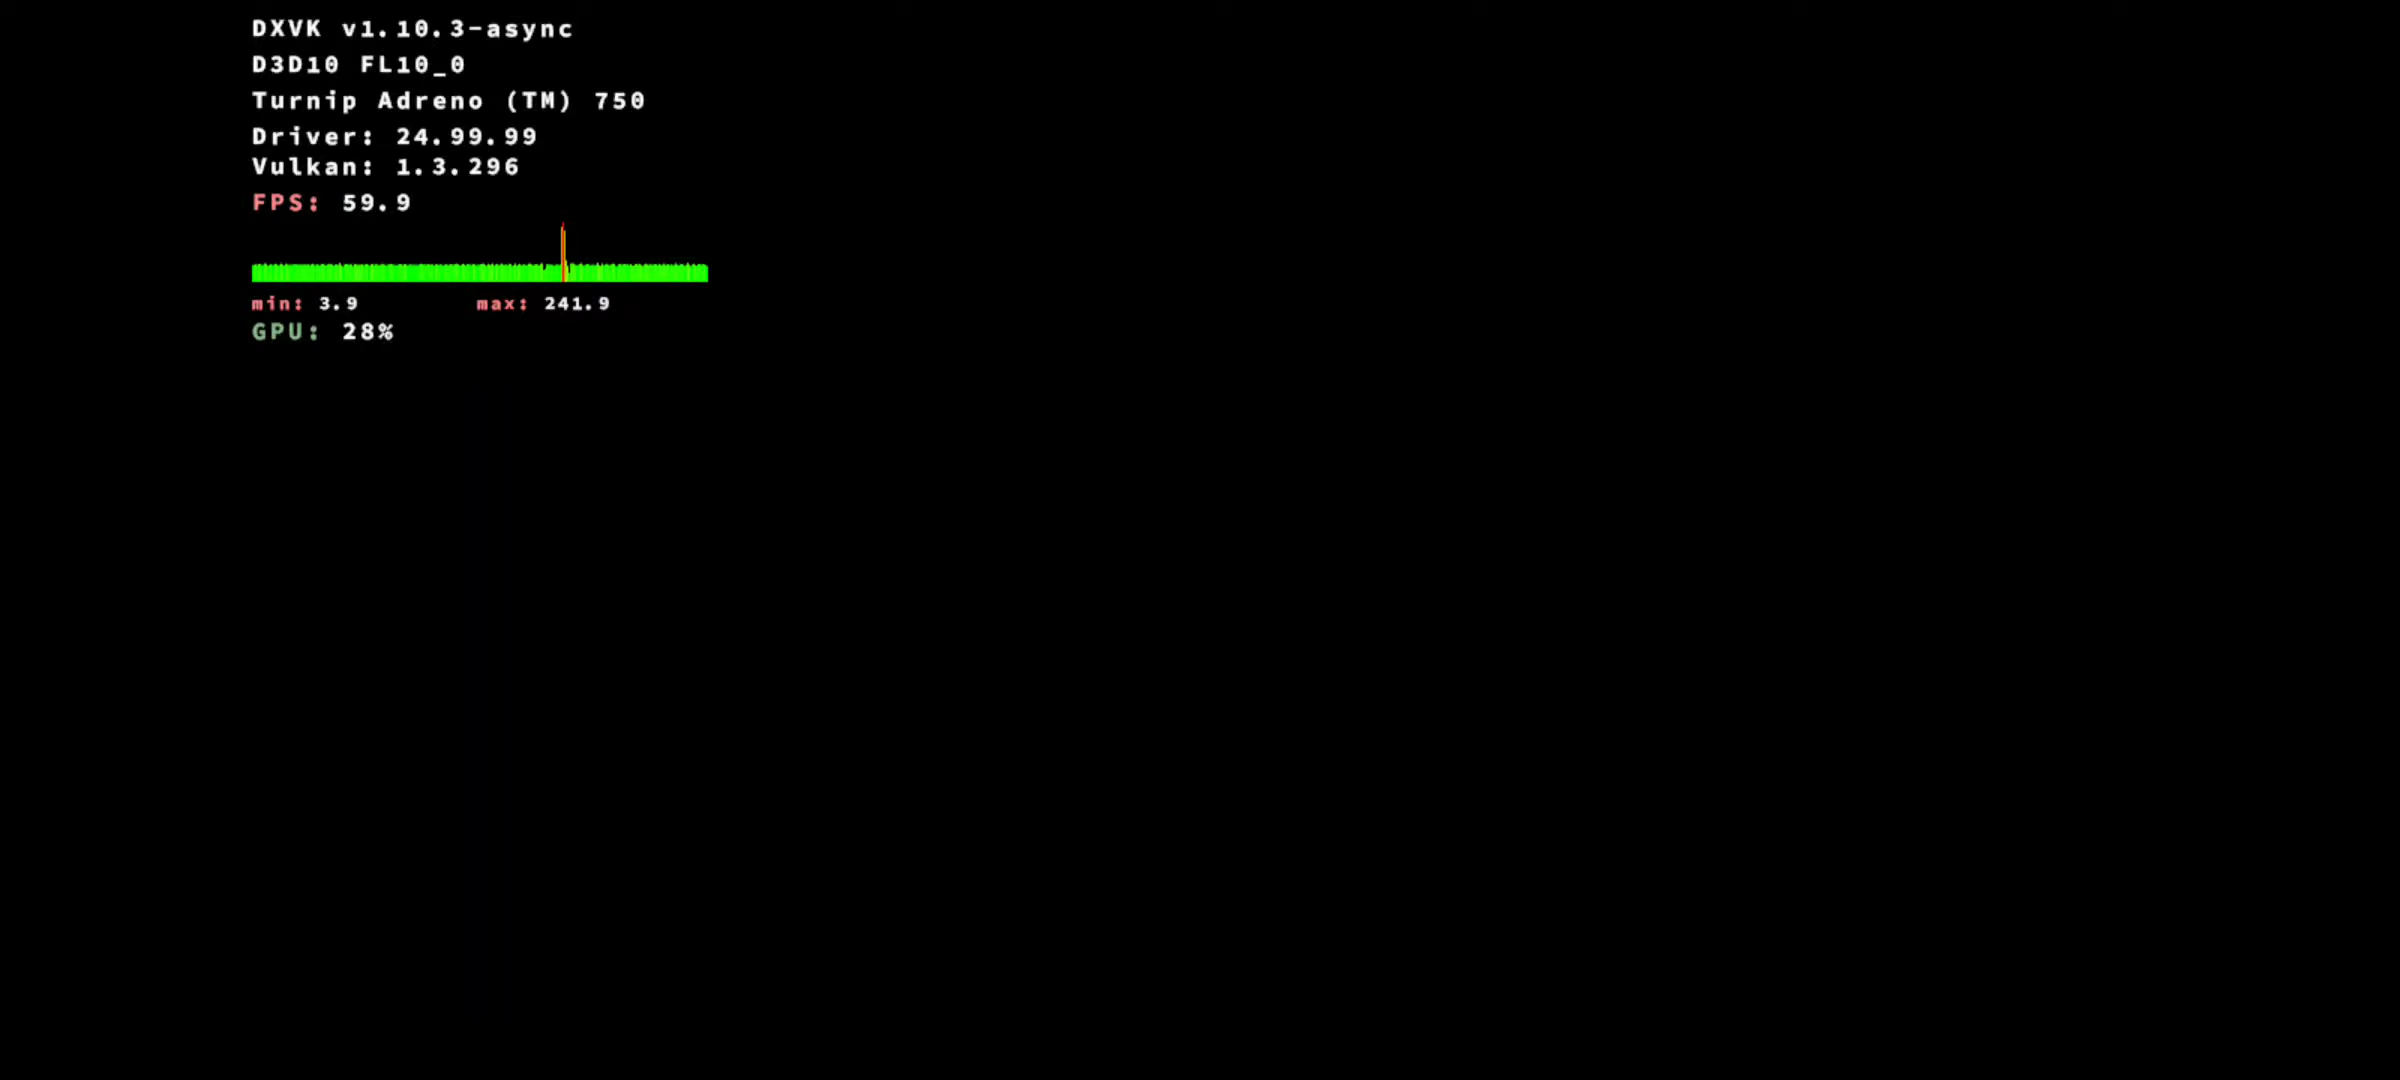 DXVK v1.10.3-async
D3D10 FL10_0
Turnip Adreno (TM) 750
Driver: 24.99.99
Vulkan: 1.3.296
FPS: 59.9
min: 3.9 max: 241.9
GPU: 28%